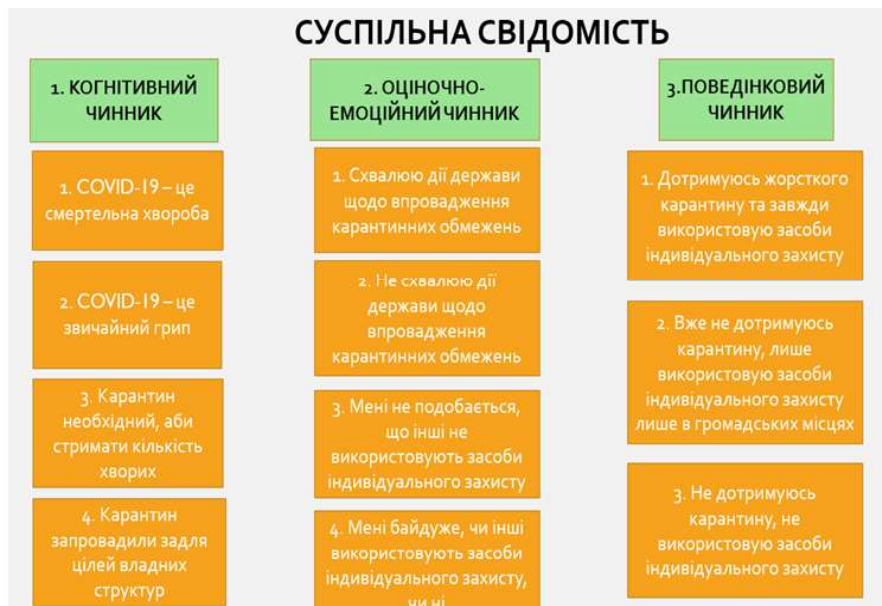 СУСПІЛЬНА СВІДОМІСТЬ
1. КОГНІТИВНИЙ
ЧИННИК
1. COVID-19 – це
смертельна хвороба
2. COVID-19 – це
звичайний грип
3. Карантин
необхідний, аби
стримати кількість
хворих
4. Карантин
запровадили задля
цілей владних
структур
2. ОЦІНОЧНО-
ЕМОЦІЙНИЙ ЧИННИК
1. Схвалюю дії держави
щодо впровадження
карантинних обмежень
2. Не схвалюю дії
держави щодо
впровадження
карантинних обмежень
3. Мені не подобається,
що інші не
використовують засоби
індивідуального захисту
4. Мені байдуже, чи інші
використовують засоби
індивідуального захисту,
чи ні
3.ПОВЕДІНКОВИЙ
ЧИННИК
1. Дотримуюсь жорсткого
карантину та завжди
використовую засоби
індивідуального захисту
2. Вже не дотримуюсь
карантину, лише
використовую засоби
індивідуального захисту
лише в громадських місцях
3. Не дотримуюсь
карантину, не
використовую засоби
індивідуального захисту